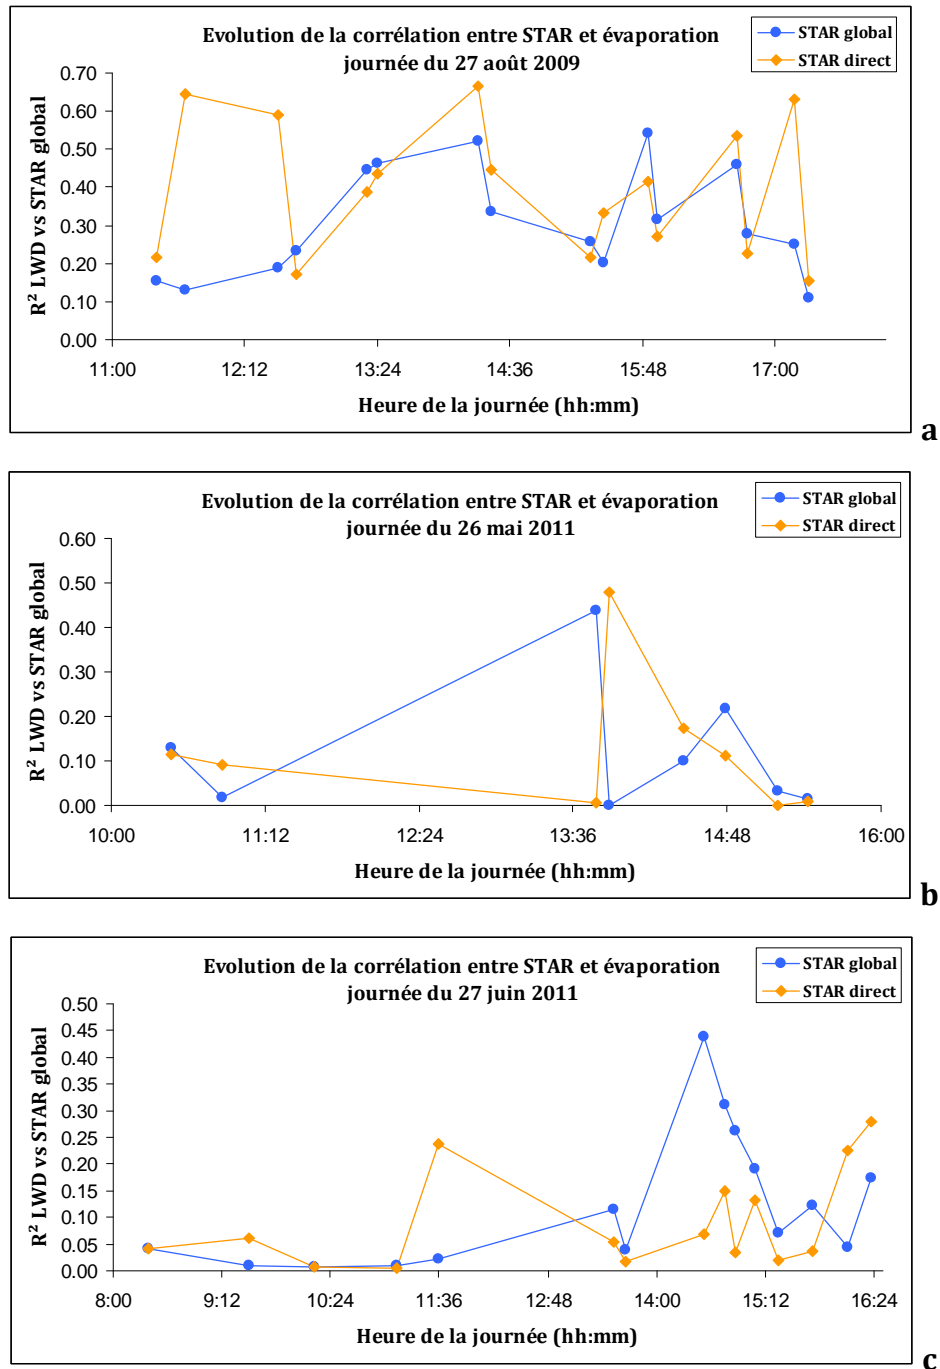 Evolution de la corrélation entre STAR et évaporation
journée du 27 août 2009
STAR global
STAR direct
R² LWD vs STAR global
0.70
0.60
0.50
0.40
0.30
0.20
0.10
0.00
11:00 12:12 13:24 14:36 15:48 17:00
Heure de la journée (hh:mm)
a
Evolution de la corrélation entre STAR et évaporation
journée du 26 mai 2011
STAR global
STAR direct
R² LWD vs STAR global
0.60
0.50
0.40
0.30
0.20
0.10
0.00
10:00 11:12 12:24 13:36 14:48 16:00
Heure de la journée (hh:mm)
b
Evolution de la corrélation entre STAR et évaporation
journée du 27 juin 2011
STAR global
STAR direct
R² LWD vs STAR global
0.50
0.45
0.40
0.35
0.30
0.25
0.20
0.15
0.10
0.05
0.00
8:00 9:12 10:24 11:36 12:48 14:00 15:12 16:24
Heure de la journée (hh:mm)
c